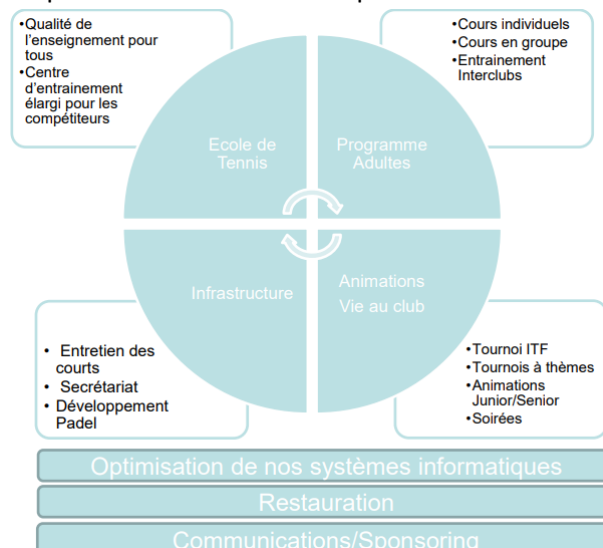 •Qualité de
l'enseignement pour
tous
•Centre
d'entrainement
élargi pour les
compétiteurs
•Cours individuels
•Cours en groupe
•Entrainement
Interclubs
Ecole de
Tennis
Programme
Adultes
Infrastructure
Animations
Vie au club
• Entretien des
courts
• Secrétariat
• Développement
Padel
•Tournoi ITF
•Tournois à thèmes
•Animations
Junior/Senior
•Soirées
Optimisation de nos systèmes informatiques
Restauration
Communications/Sponsoring